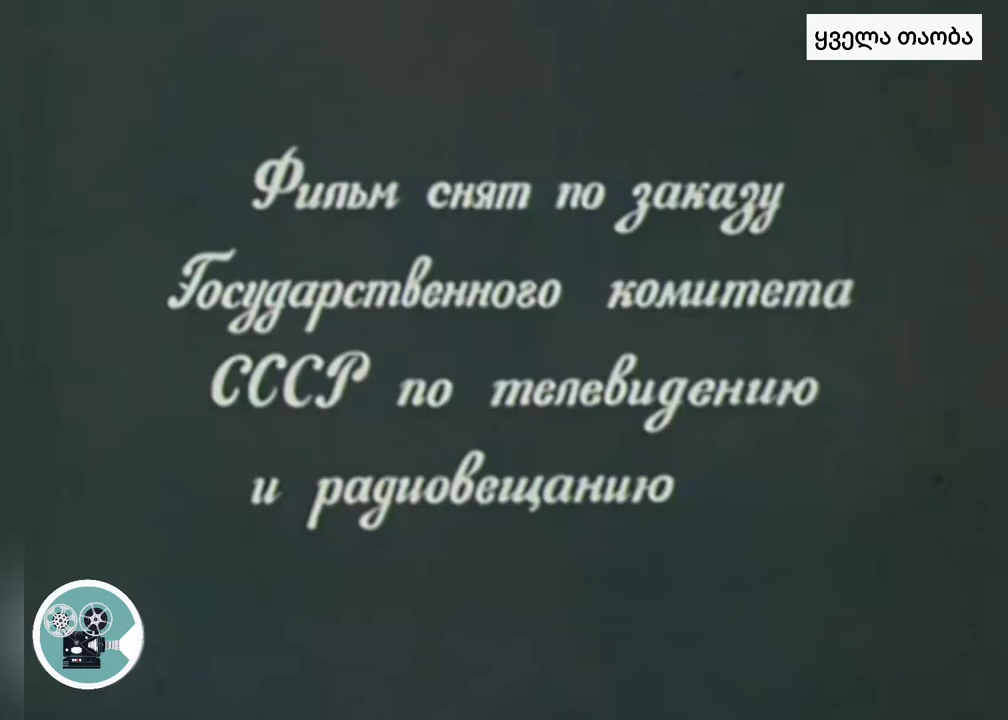 ყველა თაობა
Фильм снят по заказу
Государственного комитета
СССР по телевидению
и радиовещанию